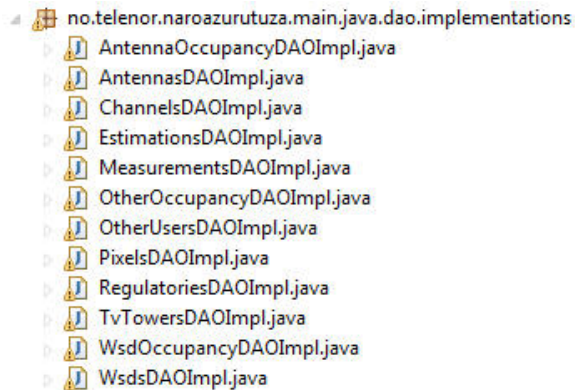 no.telenor.naroazurutuza.main.java.dao.implementations
AntennaOccupancyDAOImpl.java
AntennasDAOImpl.java
ChannelsDAOImpl.java
EstimationsDAOImpl.java
MeasurementsDAOImpl.java
OtherOccupancyDAOImpl.java
OtherUsersDAOImpl.java
PixelsDAOImpl.java
RegulatoriesDAOImpl.java
TvTowersDAOImpl.java
WsdOccupancyDAOImpl.java
WsdsDAOImpl.java